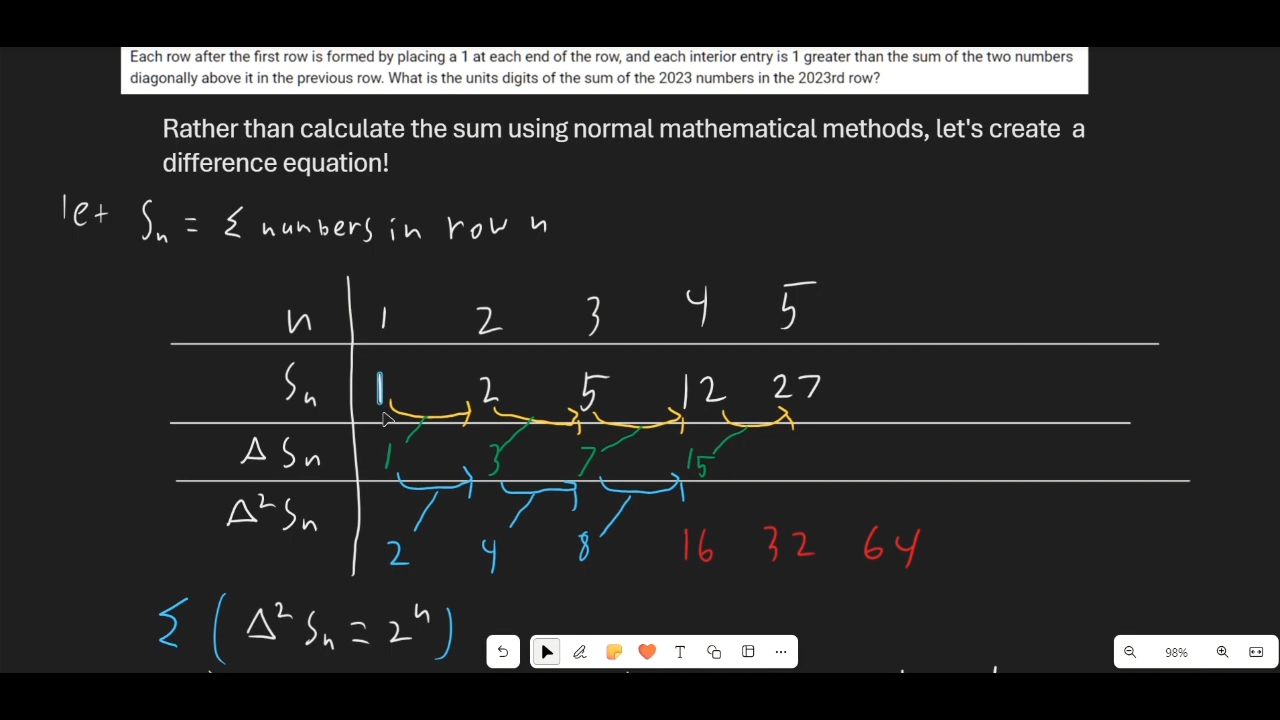 Each row after the first row is formed by placing a 1 at each end of the row, and each interior entry is 1 greater than the sum of the two numbers
diagonally above it in the previous row. What is the units digits of the sum of the 2023 numbers in the 2023rd row?
Rather than calculate the sum using normal mathematical methods, let's create a
difference equation!
let Sₙ = Σ numbers in row n
n 1 2 3 4 5
Sₙ 1 2 5 12 27
Δ Sₙ 1 3 7 15
Δ² Sₙ
2 4 8 16 32 64
Σ ( Δ² Sₙ = 2ⁿ )
T
98%